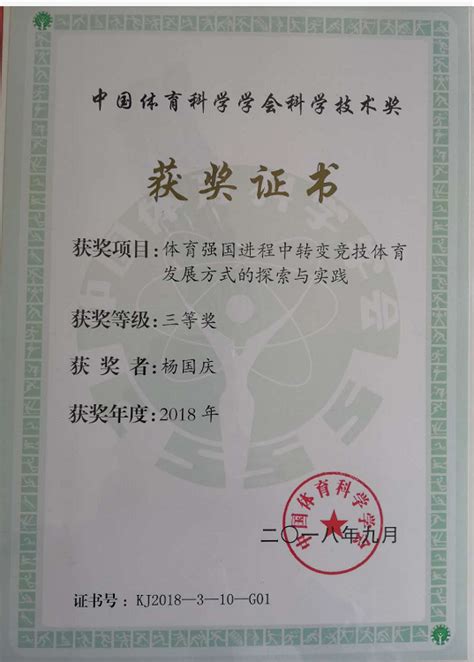 中国体育科学学会科学技术奖
获奖证书
获奖项目：体育强国进程中转变竞技体育
发展方式的探索与实践
获奖等级：三等奖
获奖者：杨国庆
获奖年度：2018年
中国体育科学学会
二〇一八年九月
证书号：KJ2018—3—10—G01